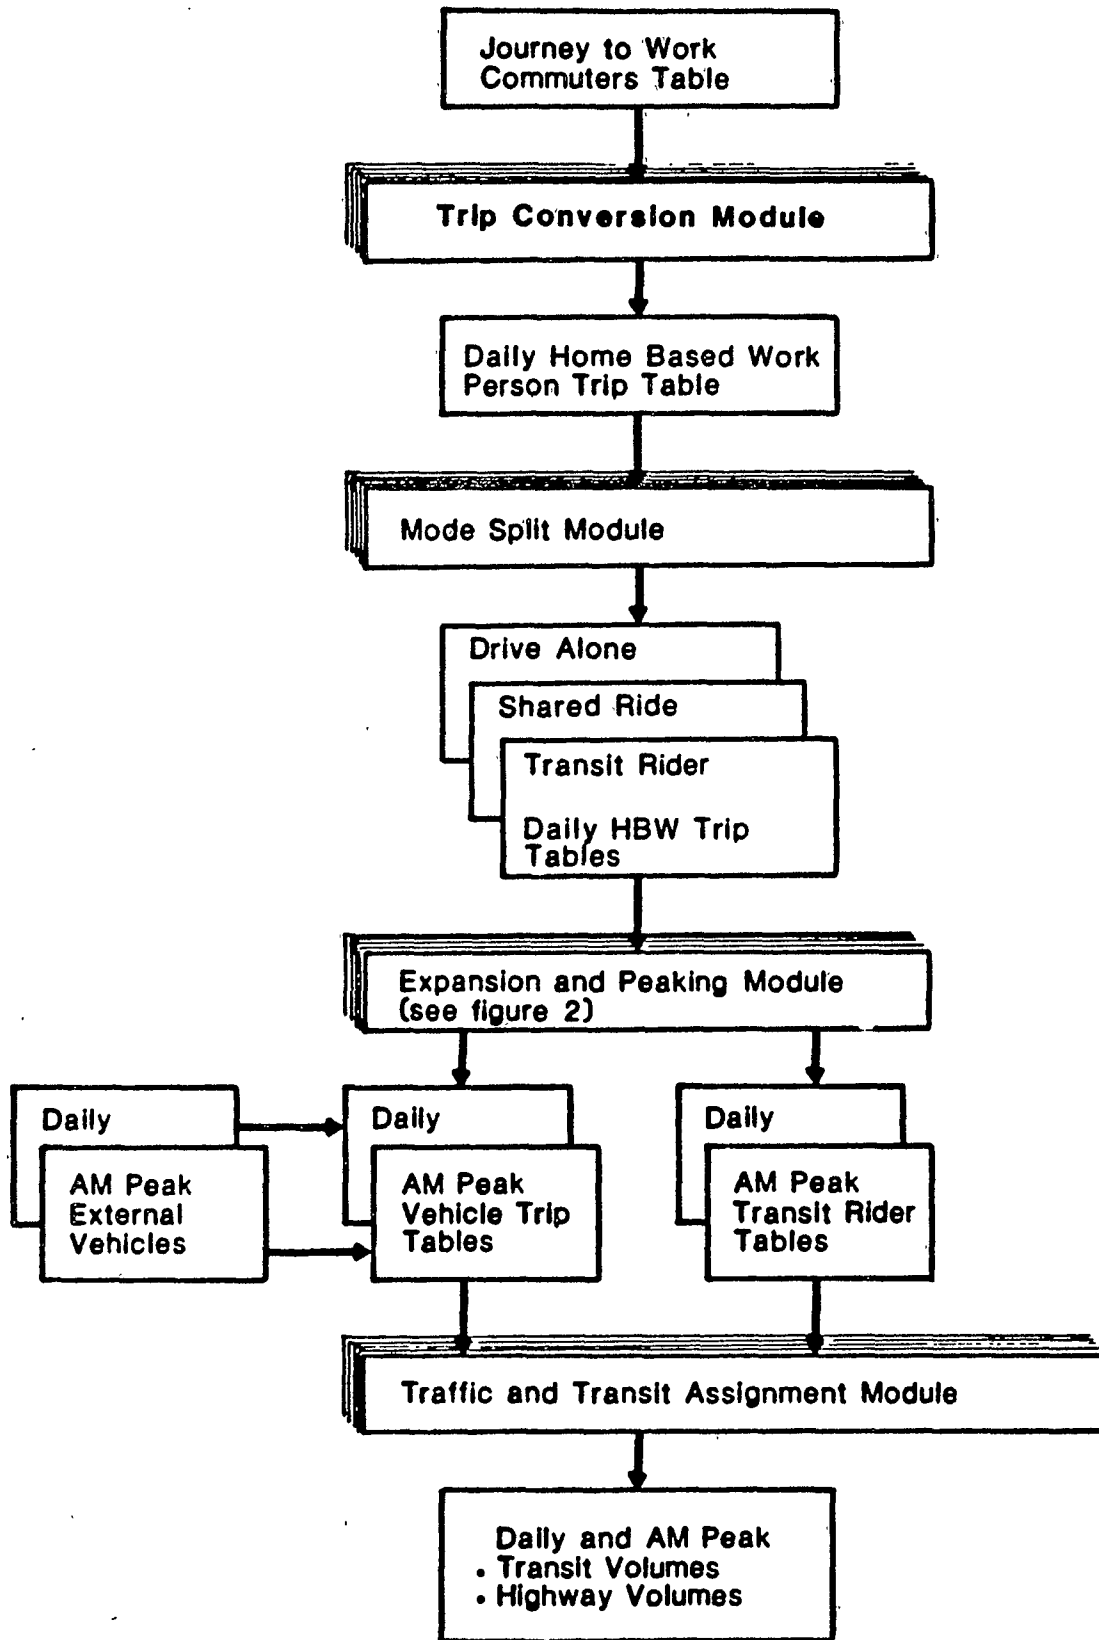 Journey to Work
Commuters Table
Trip Conversion Module
Daily Home Based Work
Person Trip Table
Mode Split Module
Drive Alone
Shared Ride
Transit Rider
Daily HBW Trip
Tables
Expansion and Peaking Module
(see figure 2)
Daily
AM Peak
External
Vehicles
Daily
AM Peak
Vehicle Trip
Tables
Daily
AM Peak
Transit Rider
Tables
Traffic and Transit Assignment Module
Daily and AM Peak
• Transit Volumes
• Highway Volumes